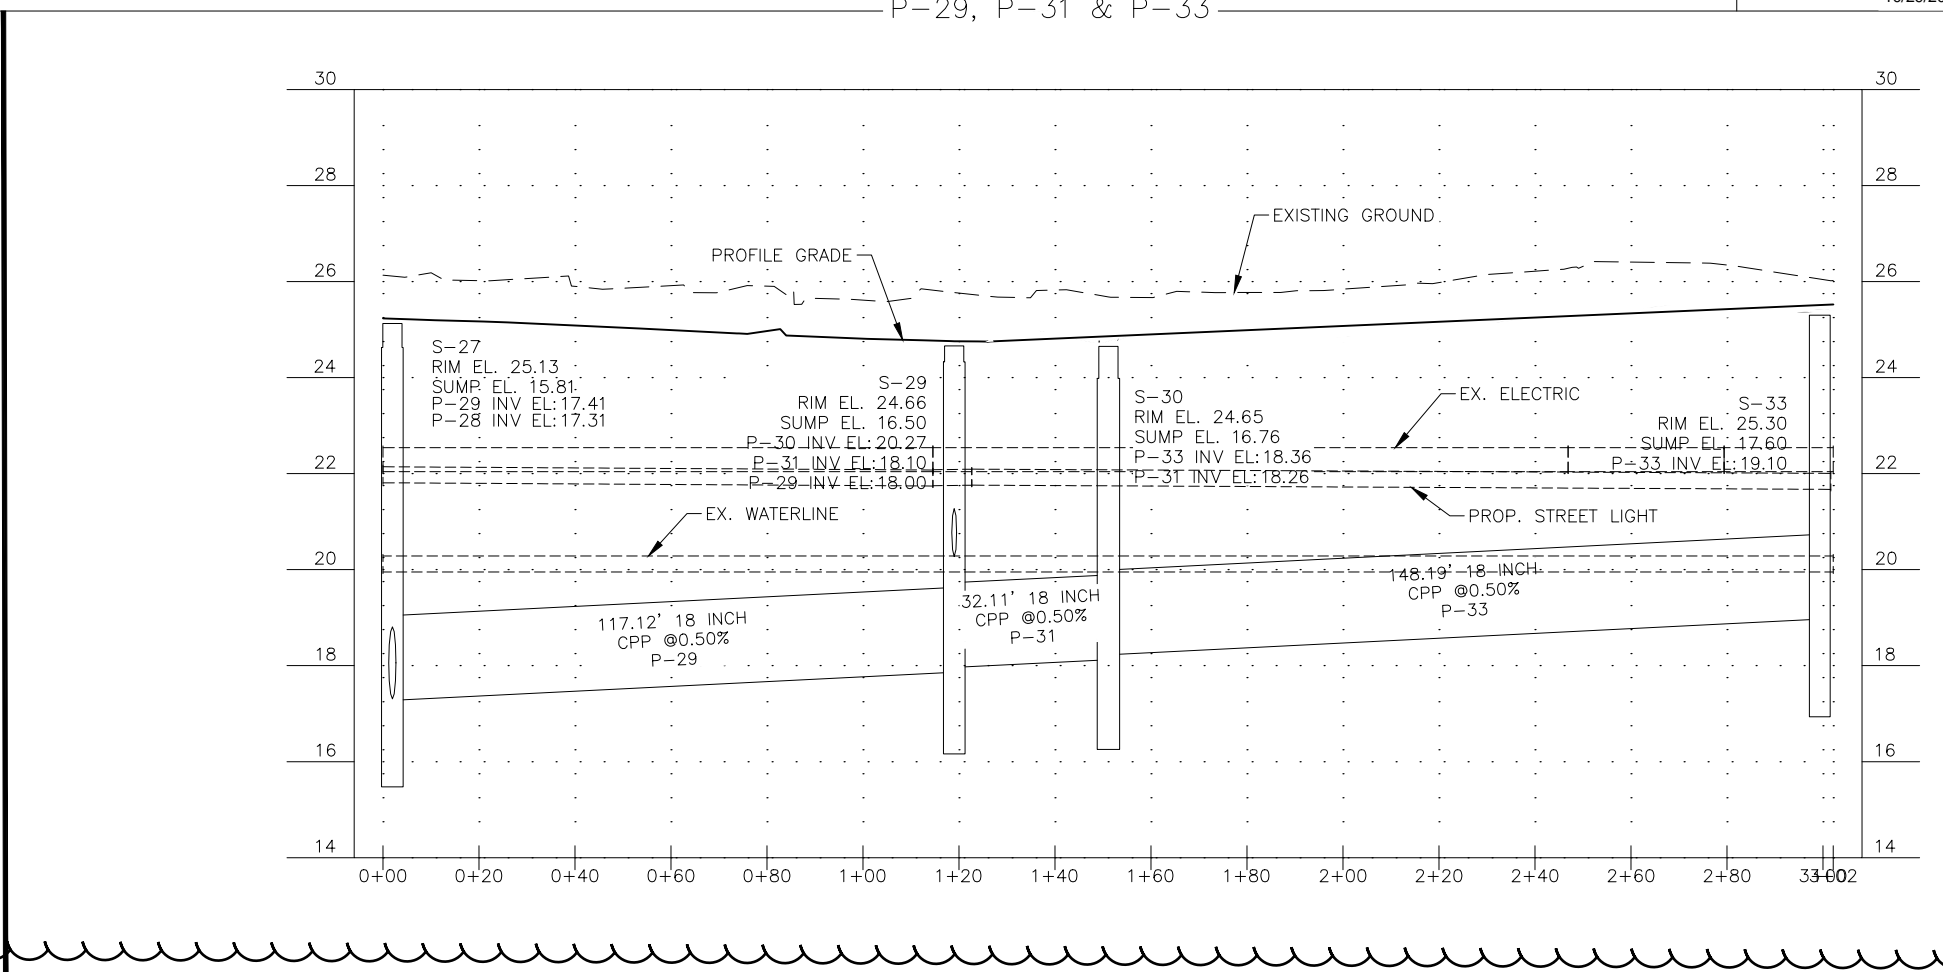 P-29, P-31 & P-33
30
30
28
28
EXISTING GROUND
PROFILE GRADE
26
26
S-27
RIM EL. 25.13
SUMP EL. 15.81
P-29 INV EL:17.41
P-28 INV EL:17.31
24
24
S-29
RIM EL. 24.66
SUMP EL. 16.50
P-30 INV EL:20.27
P-31 INV EL:18.10
P-29 INV EL:18.00
S-30
RIM EL. 24.65
SUMP EL. 16.76
P-33 INV EL:18.36
P-31 INV EL:18.26
EX. ELECTRIC
S-33
RIM EL. 25.30
SUMP EL. 17.60
P-33 INV EL:19.10
22
22
EX. WATERLINE
PROP. STREET LIGHT
20
20
117.12' 18 INCH
CPP @0.50%
P-29
32.11' 18 INCH
CPP @0.50%
P-31
148.19' 18 INCH
CPP @0.50%
P-33
18
18
16
16
14
14
0+00 0+20 0+40 0+60 0+80 1+00 1+20 1+40 1+60 1+80 2+00 2+20 2+40 2+60 2+80 3+00 3+02